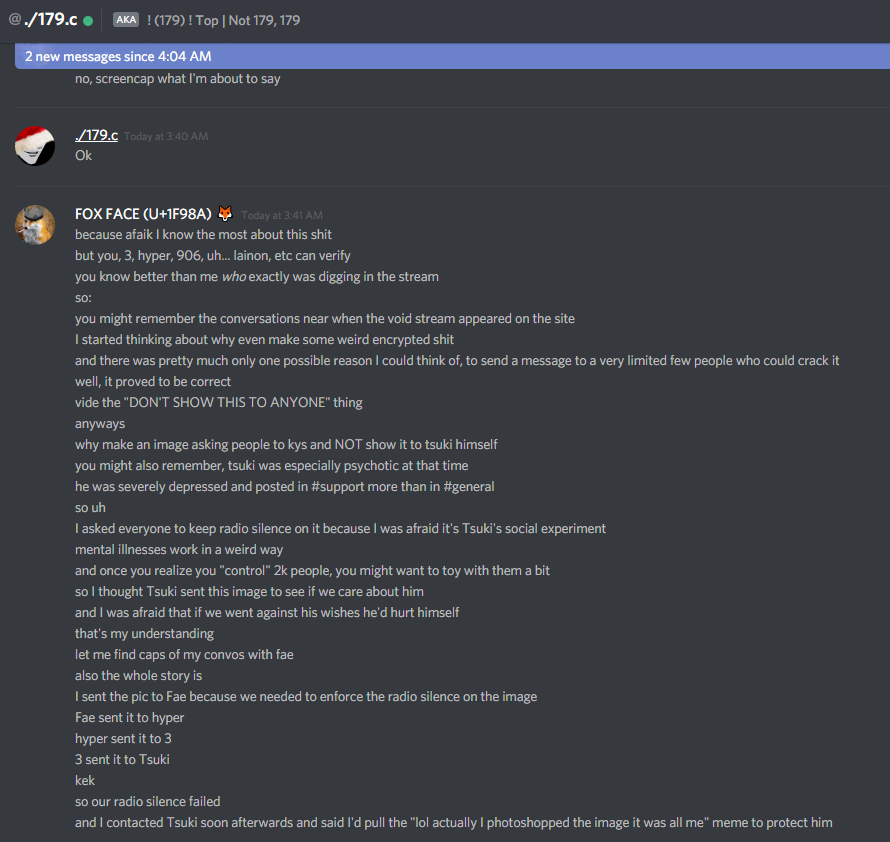 @./179.c AKA ! (179) ! Top | Not 179, 179
2 new messages since 4:04 AM
no, screencap what I'm about to say
./179.c Today at 3:40 AM
Ok
FOX FACE (U+1F98A) 🦊 Today at 3:41 AM
because afaik I know the most about this shit
but you, 3, hyper, 906, uh... lainon, etc can verify
you know better than me who exactly was digging in the stream
so:
you might remember the conversations near when the void stream appeared on the site
I started thinking about why even make some weird encrypted shit
and there was pretty much only one possible reason I could think of, to send a message to a very limited few people who could crack it
well, it proved to be correct
vide the "DON'T SHOW THIS TO ANYONE" thing
anyways
why make an image asking people to kys and NOT show it to tsuki himself
you might also remember, tsuki was especially psychotic at that time
he was severely depressed and posted in #support more than in #general
so uh
I asked everyone to keep radio silence on it because I was afraid it's Tsuki's social experiment
mental illnesses work in a weird way
and once you realize you "control" 2k people, you might want to toy with them a bit
so I thought Tsuki sent this image to see if we care about him
and I was afraid that if we went against his wishes he'd hurt himself
that's my understanding
let me find caps of my convos with fae
also the whole story is
I sent the pic to Fae because we needed to enforce the radio silence on the image
Fae sent it to hyper
hyper sent it to 3
3 sent it to Tsuki
kek
so our radio silence failed
and I contacted Tsuki soon afterwards and said I'd pull the "lol actually I photoshopped the image it was all me" meme to protect him